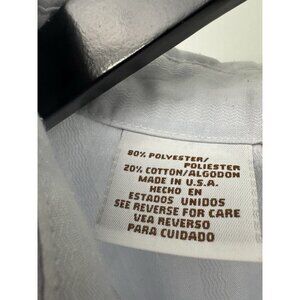 80% POLYESTER/
POLIESTER
20% COTTON/ALGODON
MADE IN U.S.A.
HECHO EN
ESTADOS UNIDOS
SEE REVERSE FOR CARE
VEA REVERSO
PARA CUIDADO